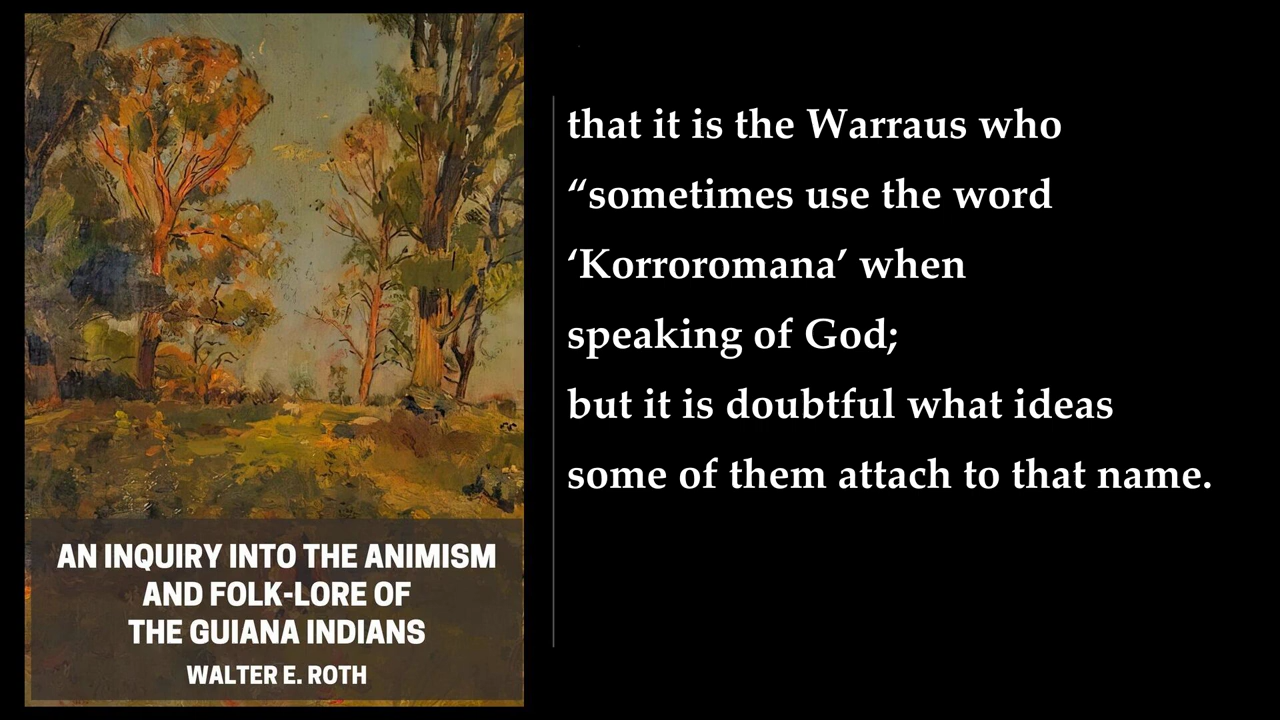 that it is the Warraus who
“sometimes use the word
‘Korroromana’ when
speaking of God;
but it is doubtful what ideas
some of them attach to that name.
AN INQUIRY INTO THE ANIMISM
AND FOLK-LORE OF
THE GUIANA INDIANS
WALTER E. ROTH